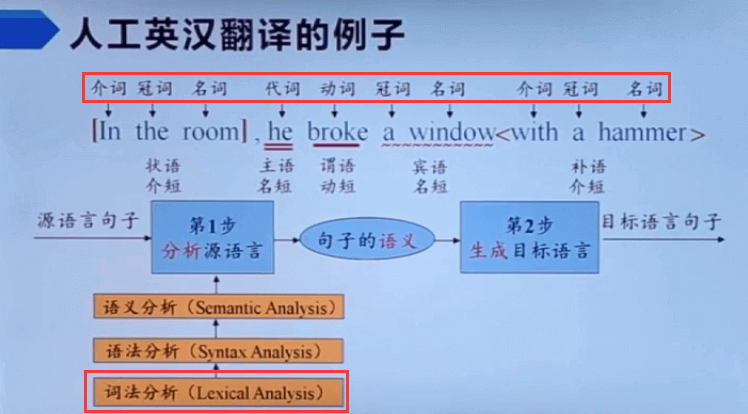 人工英汉翻译的例子
介词 冠词 名词 代词 动词 冠词 名词 介词 冠词 名词
[In the room] , he broke a window<with a hammer>
状语 主语 谓语 宾语 补语
介短 名短 动短 名短 介短
源语言句子
第1步
分析源语言
句子的语义
第2步
生成目标语言
目标语言句子
语义分析（Semantic Analysis）
语法分析（Syntax Analysis）
词法分析（Lexical Analysis）